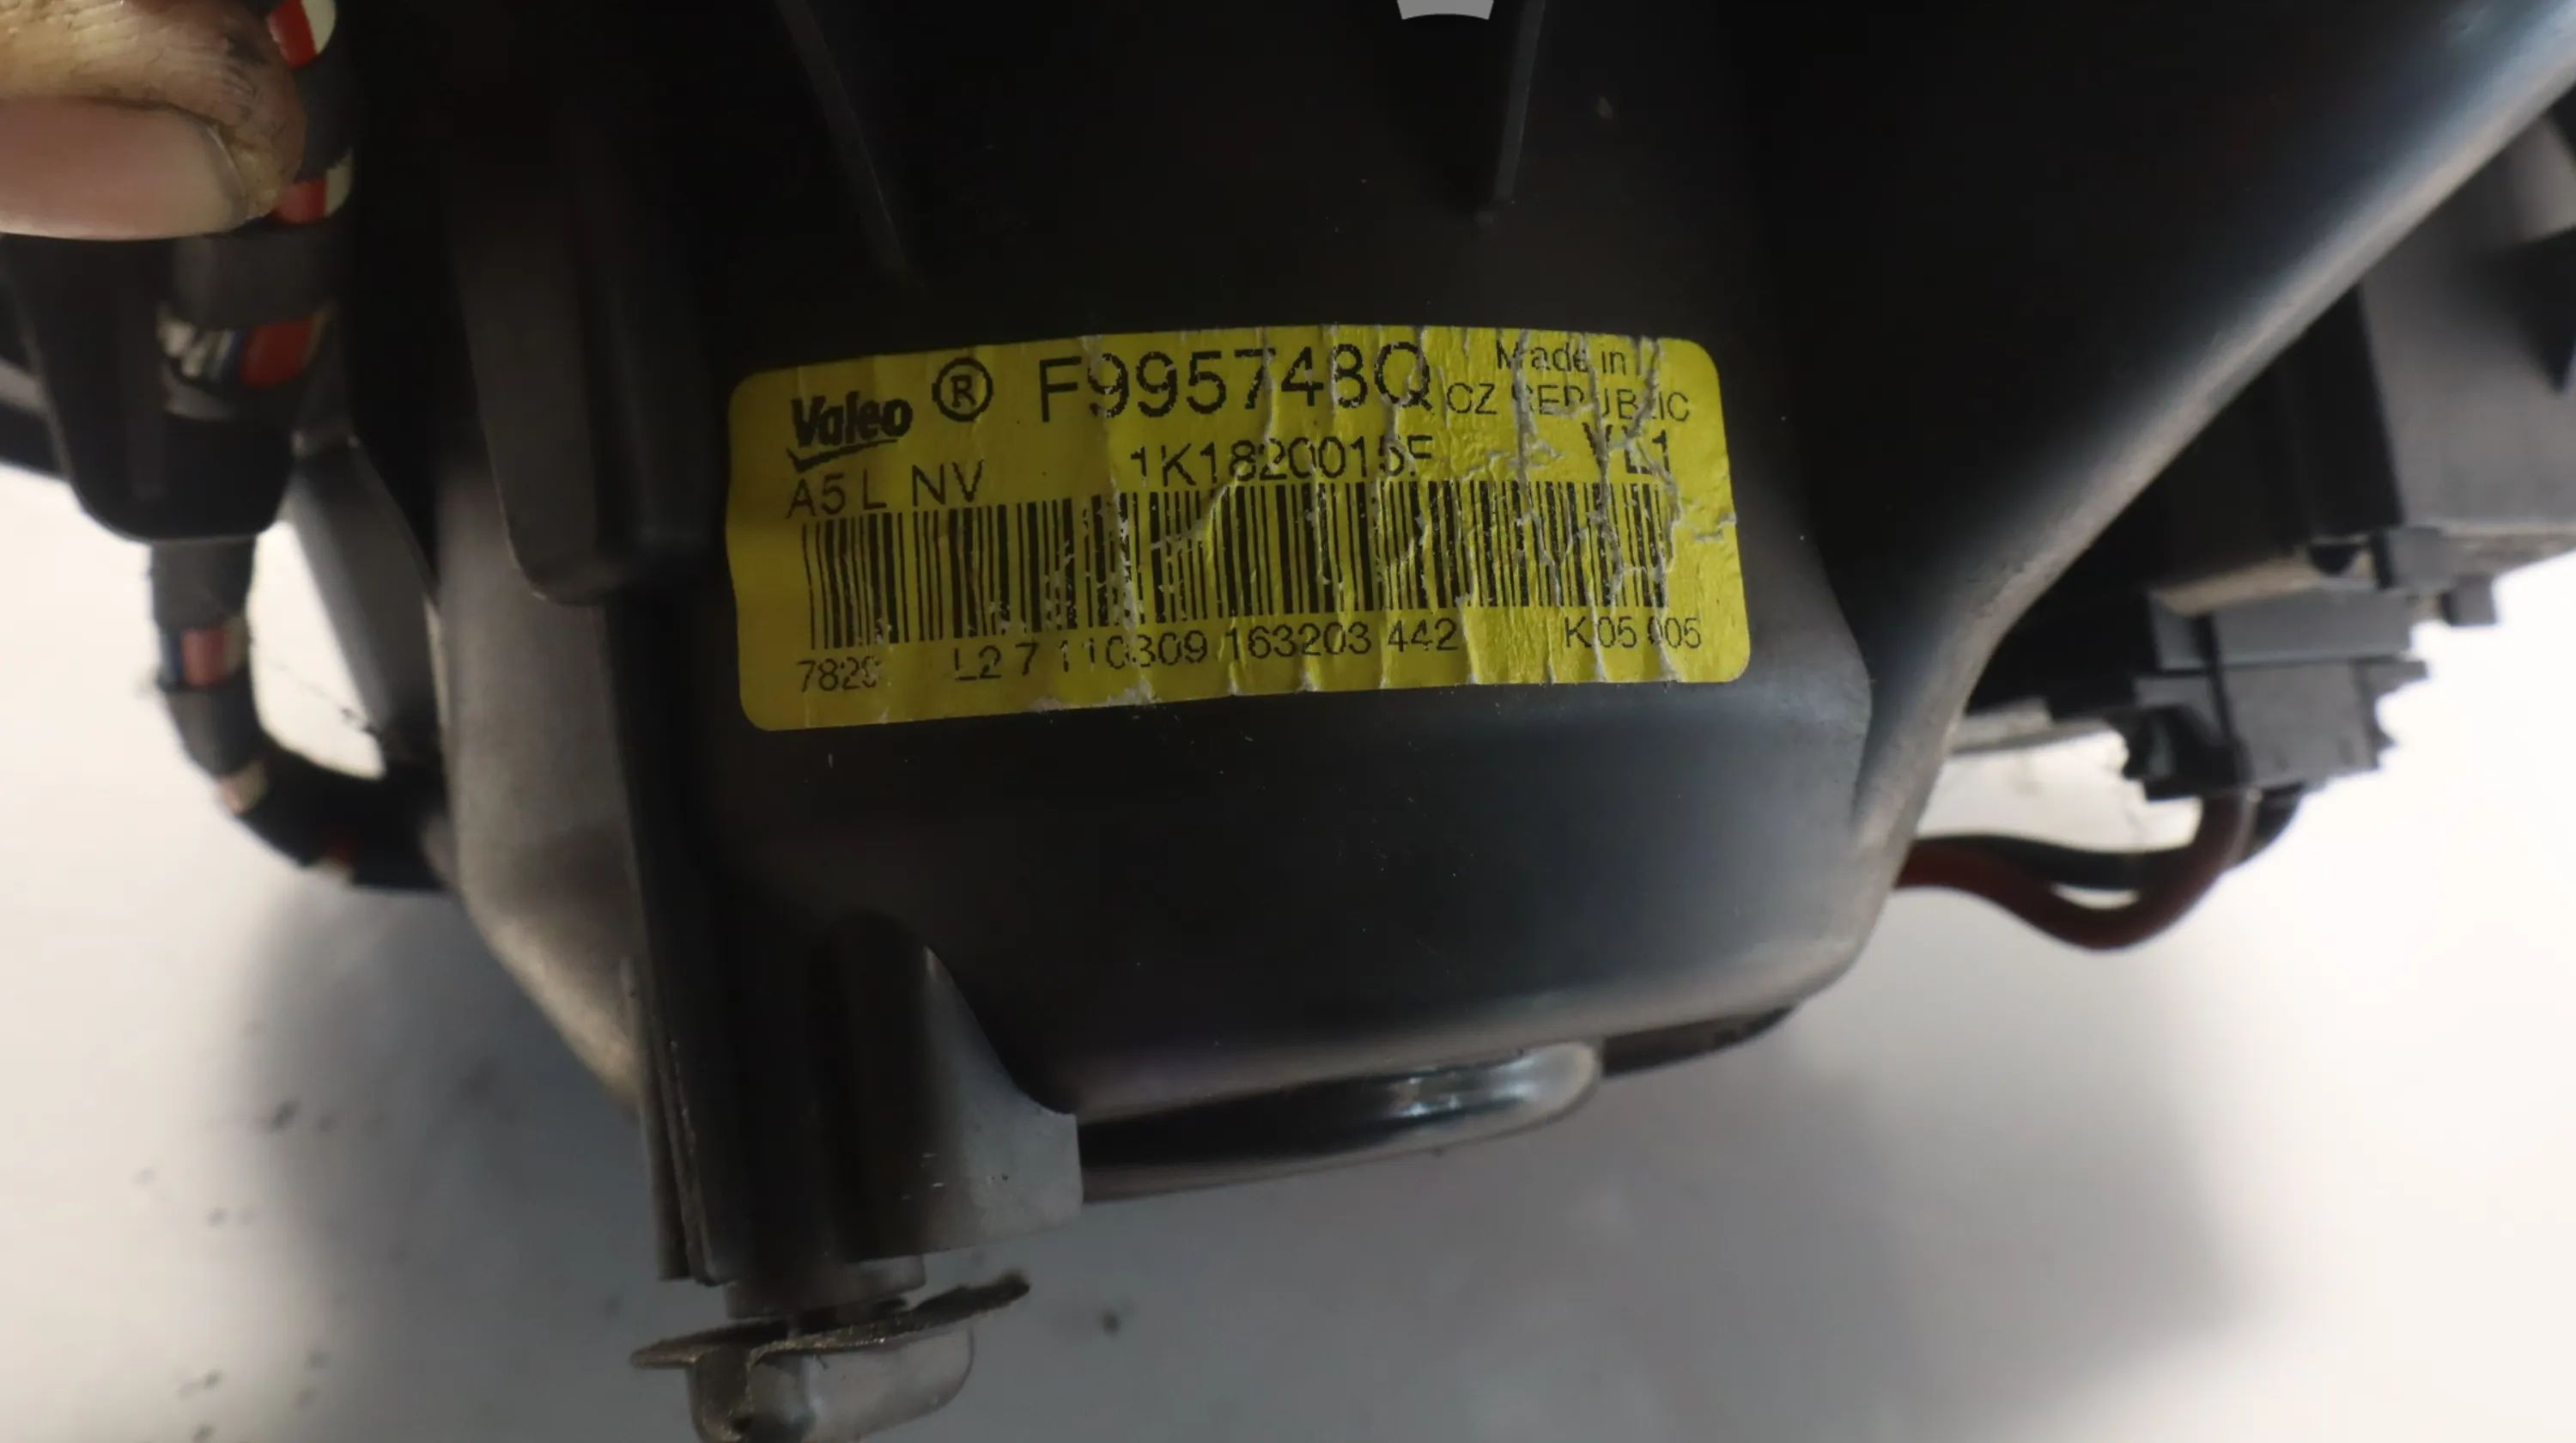 Valeo ® F995748Q Made in
CZ REPUBLIC
A5 L NV 1K1820015F
L2 7 110309 163203 442 K05 005